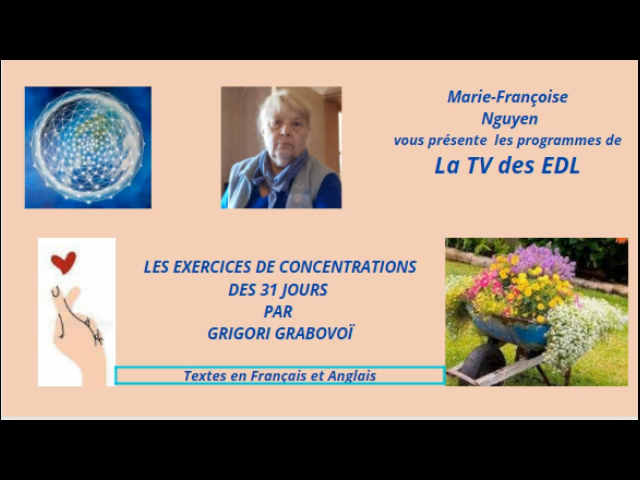 Marie-Françoise
Nguyen
vous présente les programmes de
La TV des EDL
LES EXERCICES DE CONCENTRATIONS
DES 31 JOURS
PAR
GRIGORI GRABOVOÏ
Textes en Français et Anglais